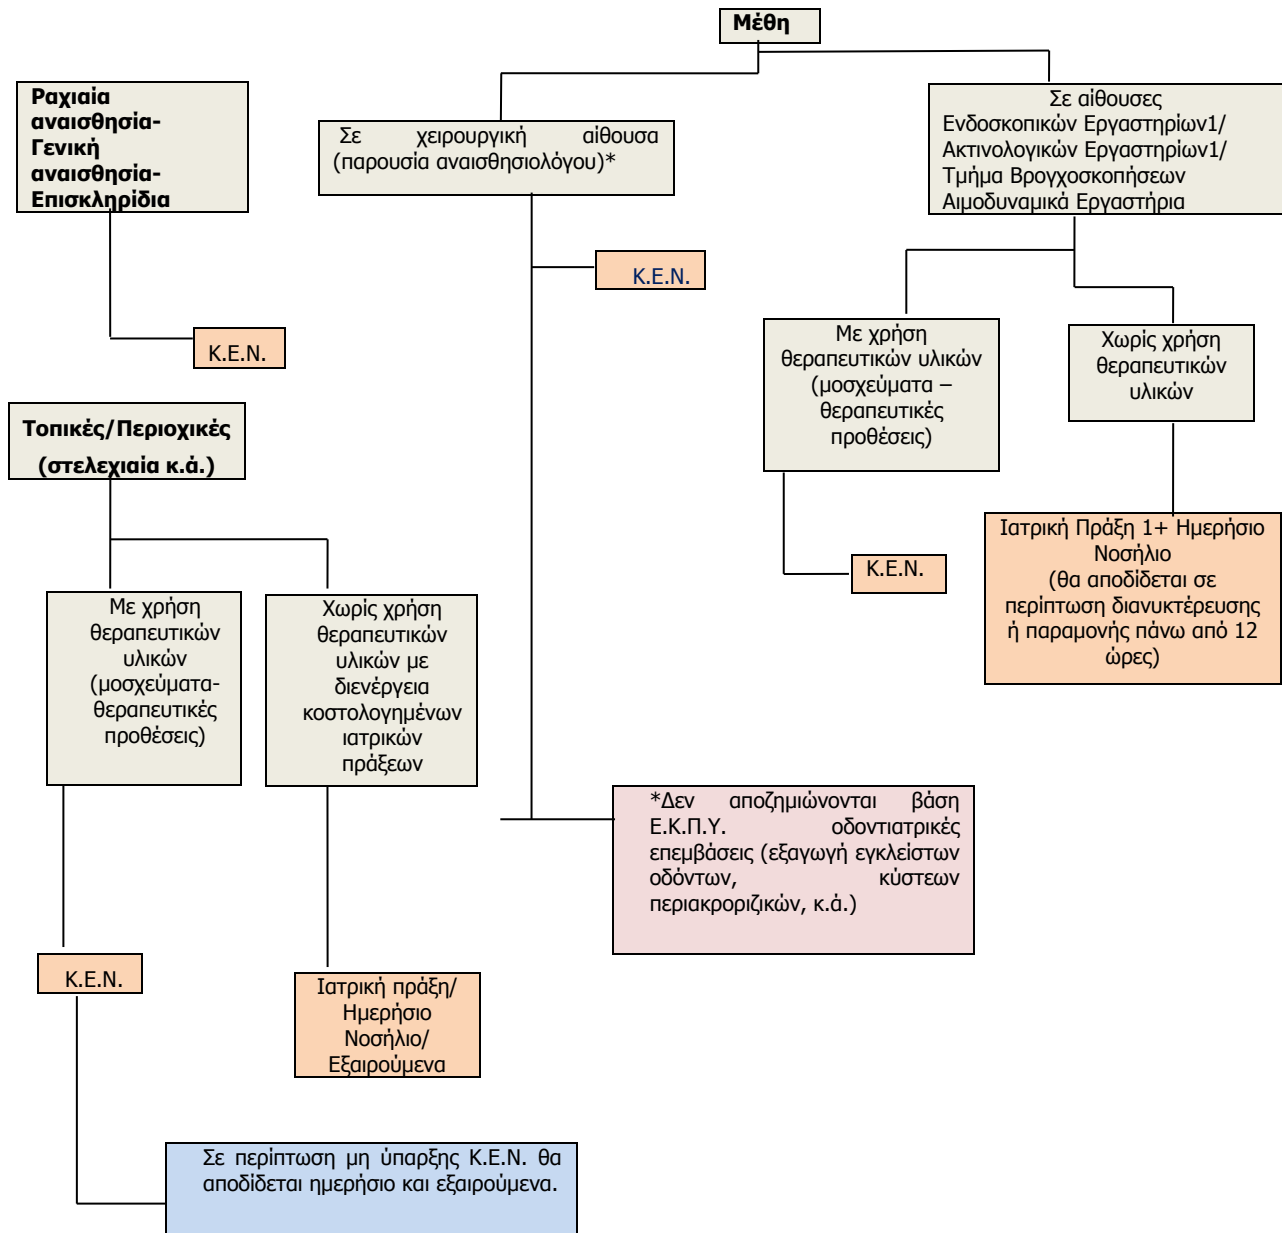 Μέθη
Ραχιαία
αναισθησία-
Γενική
αναισθησία-
Επισκληρίδια
Σε χειρουργική αίθουσα
(παρουσία αναισθησιολόγου)*
Σε αίθουσες
Ενδοσκοπικών Εργαστηρίων1/
Ακτινολογικών Εργαστηρίων1/
Τμήμα Βρογχοσκοπήσεων
Αιμοδυναμικά Εργαστήρια
Κ.Ε.Ν.
Κ.Ε.Ν.
Με χρήση
θεραπευτικών υλικών
(μοσχεύματα –
θεραπευτικές
προθέσεις)
Χωρίς χρήση
θεραπευτικών
υλικών
Τοπικές/Περιοχικές
(στελεχιαία κ.ά.)
Κ.Ε.Ν.
Ιατρική Πράξη 1+ Ημερήσιο
Νοσήλιο
(θα αποδίδεται σε
περίπτωση διανυκτέρευσης
ή παραμονής πάνω από 12
ώρες)
Με χρήση
θεραπευτικών
υλικών
(μοσχεύματα-
θεραπευτικές
προθέσεις)
Χωρίς χρήση
θεραπευτικών
υλικών με
διενέργεια
κοστολογημένων
ιατρικών
πράξεων
*Δεν αποζημιώνονται βάση
Ε.Κ.Π.Υ. οδοντιατρικές
επεμβάσεις (εξαγωγή εγκλείστων
οδόντων, κύστεων
περιακροριζικών, κ.ά.)
Κ.Ε.Ν.
Ιατρική πράξη/
Ημερήσιο
Νοσήλιο/
Εξαιρούμενα
Σε περίπτωση μη ύπαρξης Κ.Ε.Ν. θα
αποδίδεται ημερήσιο και εξαιρούμενα.